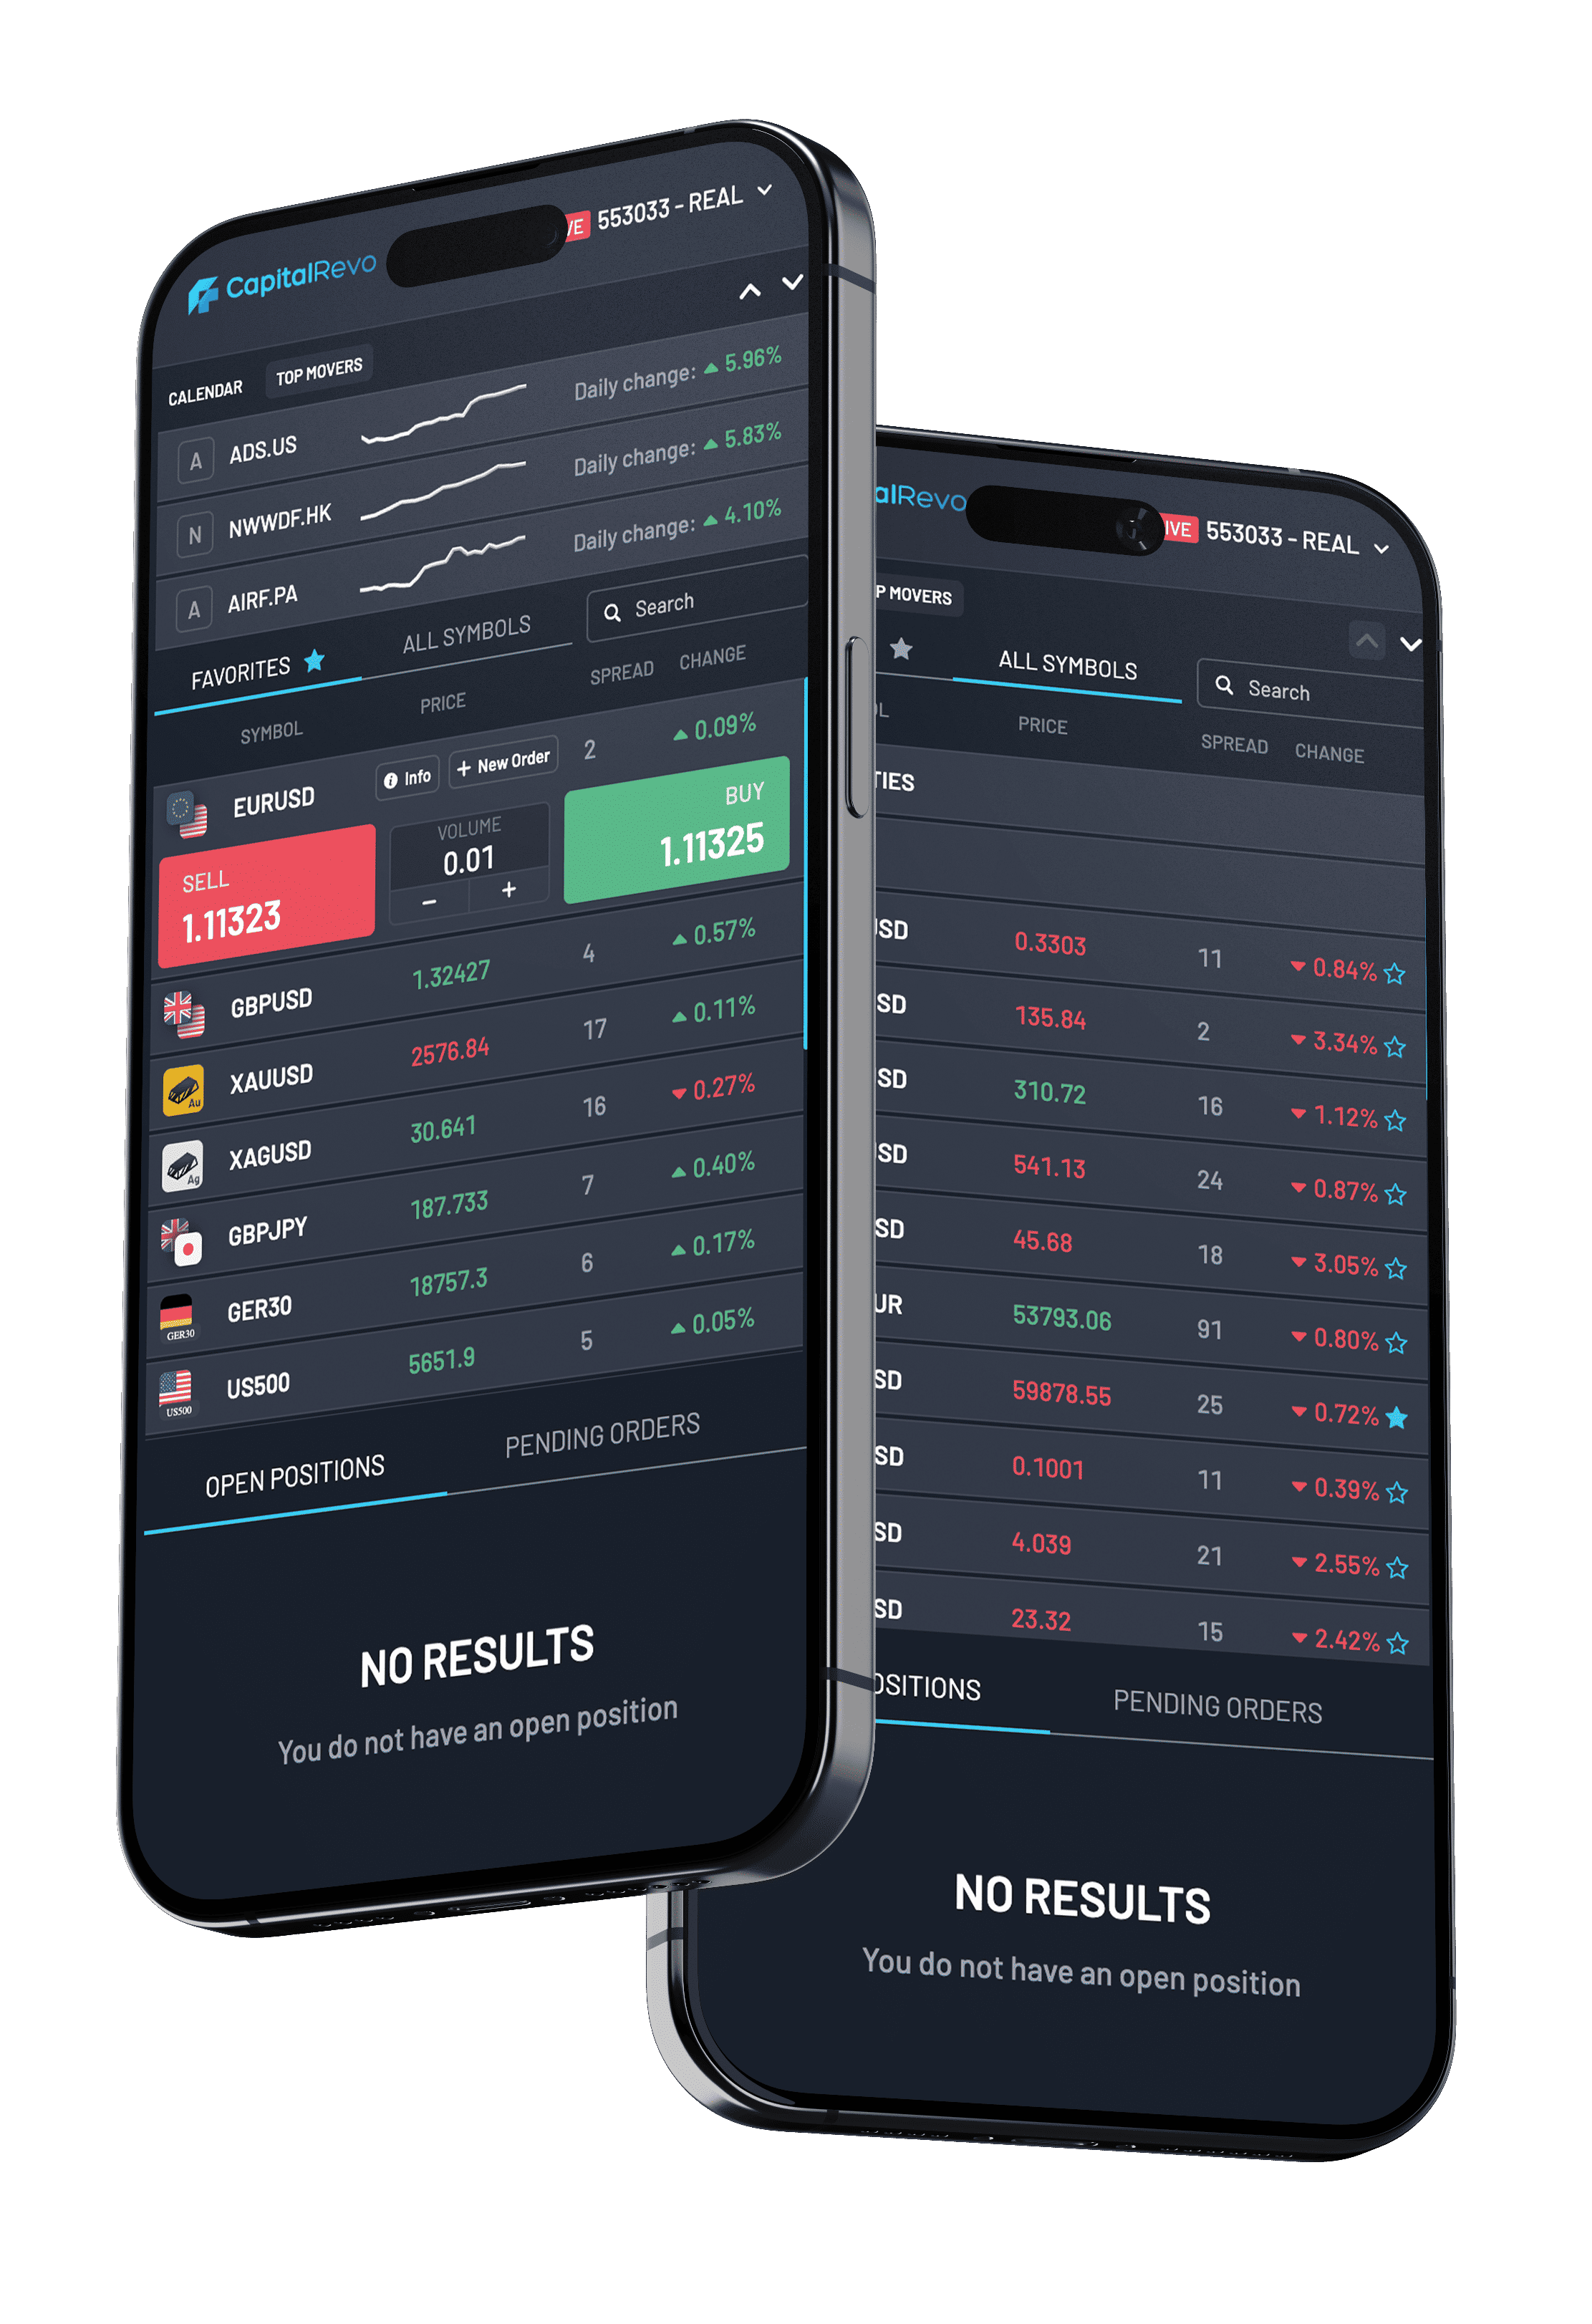 CapitalRevo
VE 553033 - REAL
CALENDAR TOP MOVERS
A ADS.US Daily change: 5.96%
N NWWDF.HK Daily change: 5.83%
A AIRF.PA Daily change: 4.10%
FAVORITES ALL SYMBOLS Search
SYMBOL PRICE SPREAD CHANGE
EURUSD Info + New Order 2 0.09%
SELL VOLUME BUY
1.11323 0.01 1.11325
− +
GBPUSD 1.32427 4 0.57%
XAUUSD 2576.84 17 0.11%
Au
XAGUSD 30.641 16 0.27%
Ag
GBPJPY 187.733 7 0.40%
GER30 18757.3 6 0.17%
GER30
US500 5651.9 5 0.05%
US500
OPEN POSITIONS PENDING ORDERS
NO RESULTS
You do not have an open position
alRevo
IVE 553033 - REAL
P MOVERS
ALL SYMBOLS Search
L PRICE SPREAD CHANGE
TIES
SD 0.3303 11 0.84%
SD 135.84 2 3.34%
SD 310.72 16 1.12%
SD 541.13 24 0.87%
SD 45.68 18 3.05%
UR 53793.06 91 0.80%
SD 59878.55 25 0.72%
SD 0.1001 11 0.39%
SD 4.039 21 2.55%
SD 23.32 15 2.42%
OSITIONS PENDING ORDERS
NO RESULTS
You do not have an open position